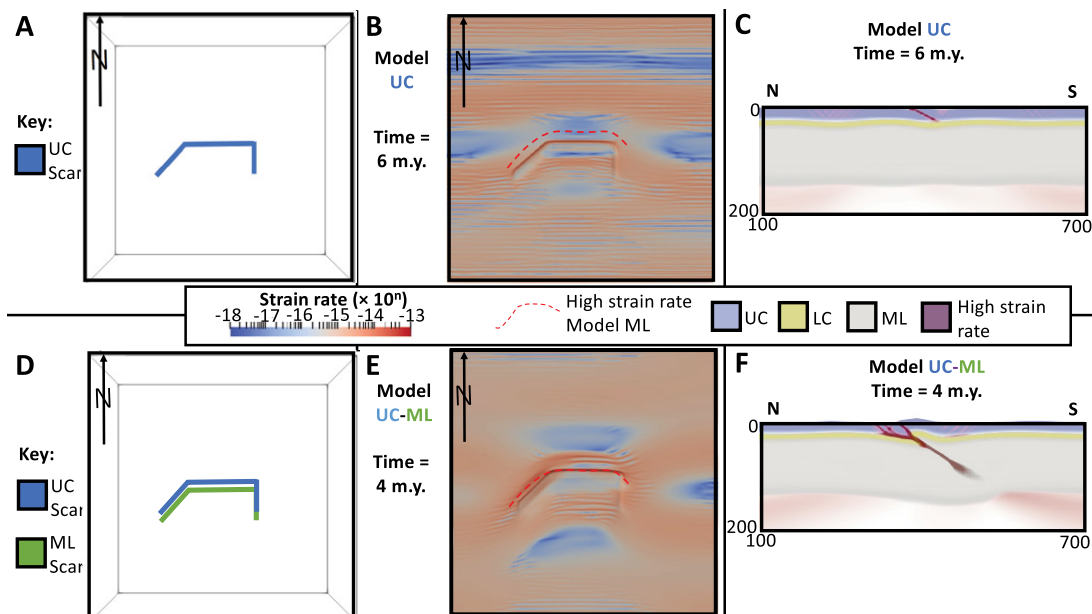 A
N
Key:
UC
Scar
B
Model
UC
Time =
6 m.y.
N
C
Model UC
Time = 6 m.y.
N S
0
200
100 700
Strain rate (× 10ⁿ)
-18 -17 -16 -15 -14 -13
High strain rate
Model ML
UC
LC
ML
High strain
rate
D
N
Key:
UC
Scar
ML
Scar
E
Model
UC-ML
Time =
4 m.y.
N
F
Model UC-ML
Time = 4 m.y.
N S
0
200
100 700